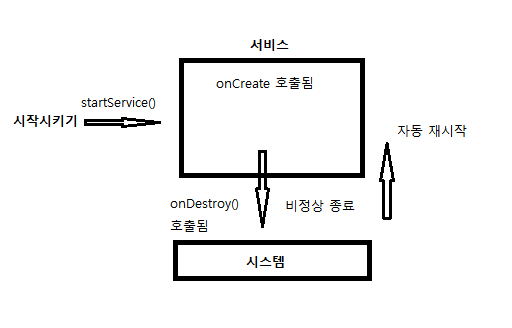 서비스
onCreate 호출됨
startService()
시작시키기
자동 재시작
onDestroy()
호출됨
비정상 종료
시스템